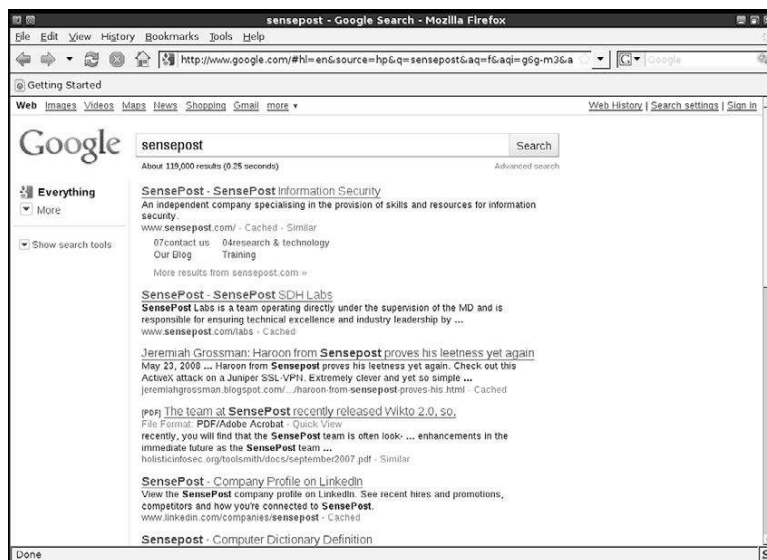 sensepost - Google Search - Mozilla Firefox
File Edit View History Bookmarks Tools Help
http://www.google.com/#hl=en&source=hp&q=sensepost&aq=f&aqi=g6g-m3&a
Google
Getting Started
Web Images Videos Maps News Shopping Gmail more
Web History | Search settings | Sign in
Google
sensepost
Search
About 119,000 results (0.25 seconds)
Advanced search
Everything
More
Show search tools
SensePost - SensePost Information Security
An independent company specialising in the provision of skills and resources for information
security.
www.sensepost.com/ - Cached - Similar
07contact us 04research & technology
Our Blog Training
More results from sensepost.com »
SensePost - SensePost SDH Labs
SensePost Labs is a team operating directly under the supervision of the MD and is
responsible for ensuring technical excellence and industry leadership by ...
www.sensepost.com/labs - Cached
Jeremiah Grossman: Haroon from Sensepost proves his leetness yet again
May 23, 2008 ... Haroon from Sensepost proves his leetness yet again. Check out this
ActiveX attack on a Juniper SSL-VPN. Extremely clever and yet so simple ...
jeremiahgrossman.blogspot.com/.../haroon-from-sensepost-proves-his.html - Cached
[PDF] The team at SensePost recently released Wikto 2.0, so,
File Format: PDF/Adobe Acrobat - Quick View
recently, you will find that the SensePost team is often look- ... enhancements in the
immediate future as the SensePost team ...
holisticinfosec.org/toolsmith/docs/september2007.pdf - Similar
SensePost - Company Profile on LinkedIn
View the SensePost company profile on LinkedIn. See recent hires and promotions,
competitors and how you're connected to SensePost.
www.linkedin.com/companies/sensepost - Cached
SensePost - Computer Dictionary Definition
Done